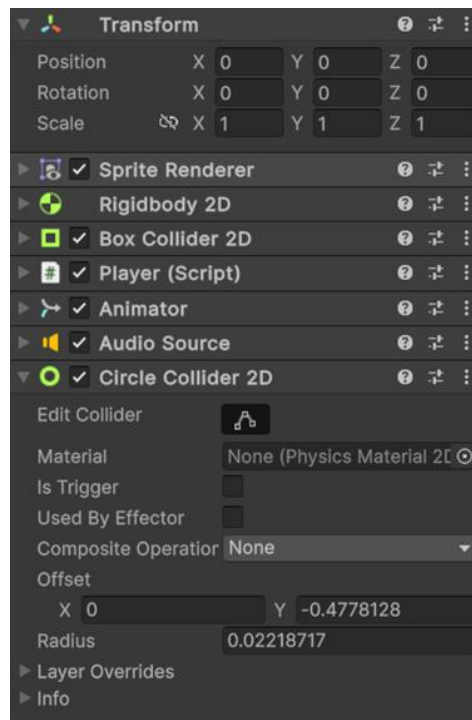 Transform
Position X 0 Y 0 Z 0
Rotation X 0 Y 0 Z 0
Scale X 1 Y 1 Z 1
Sprite Renderer
Rigidbody 2D
Box Collider 2D
# Player (Script)
Animator
Audio Source
Circle Collider 2D
Edit Collider
Material None (Physics Material 2D
Is Trigger
Used By Effector
Composite Operation None
Offset
X 0 Y -0.4778128
Radius 0.02218717
Layer Overrides
Info